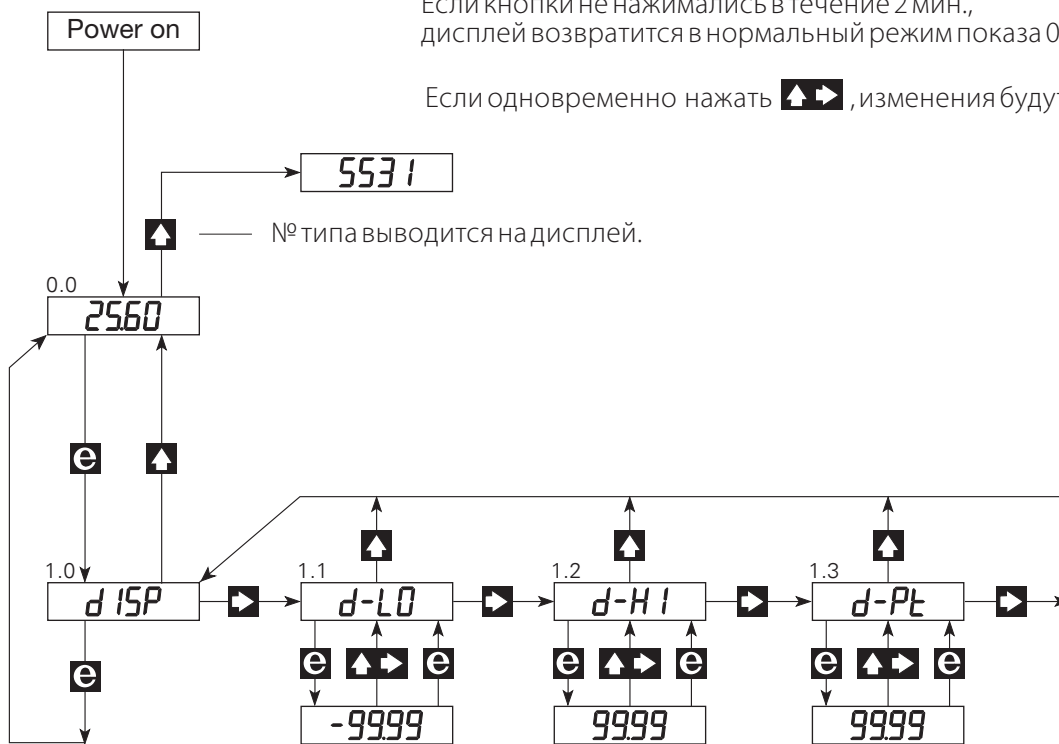 Если кнопки не нажимались в течение 2 мин.,
Power on
дисплей возвратится в нормальный режим показа 0
Если одновременно нажать , изменения будут
5531
№ типа выводится на дисплей.
0.0
25.60
e
1.0 1.1 1.2 1.3
dISP d-LO d-HI d-Pt
e e e e e e e
-99.99 99.99 99.99